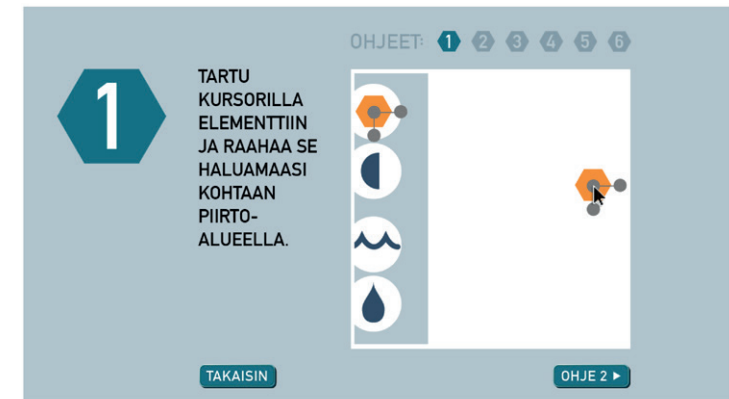 OHJEET: 1 2 3 4 5 6
1
TARTU
KURSORILLA
ELEMENTTIIN
JA RAAHAA SE
HALUAMAASI
KOHTAAN
PIIRTO-
ALUEELLA.
TAKAISIN
OHJE 2 ▶